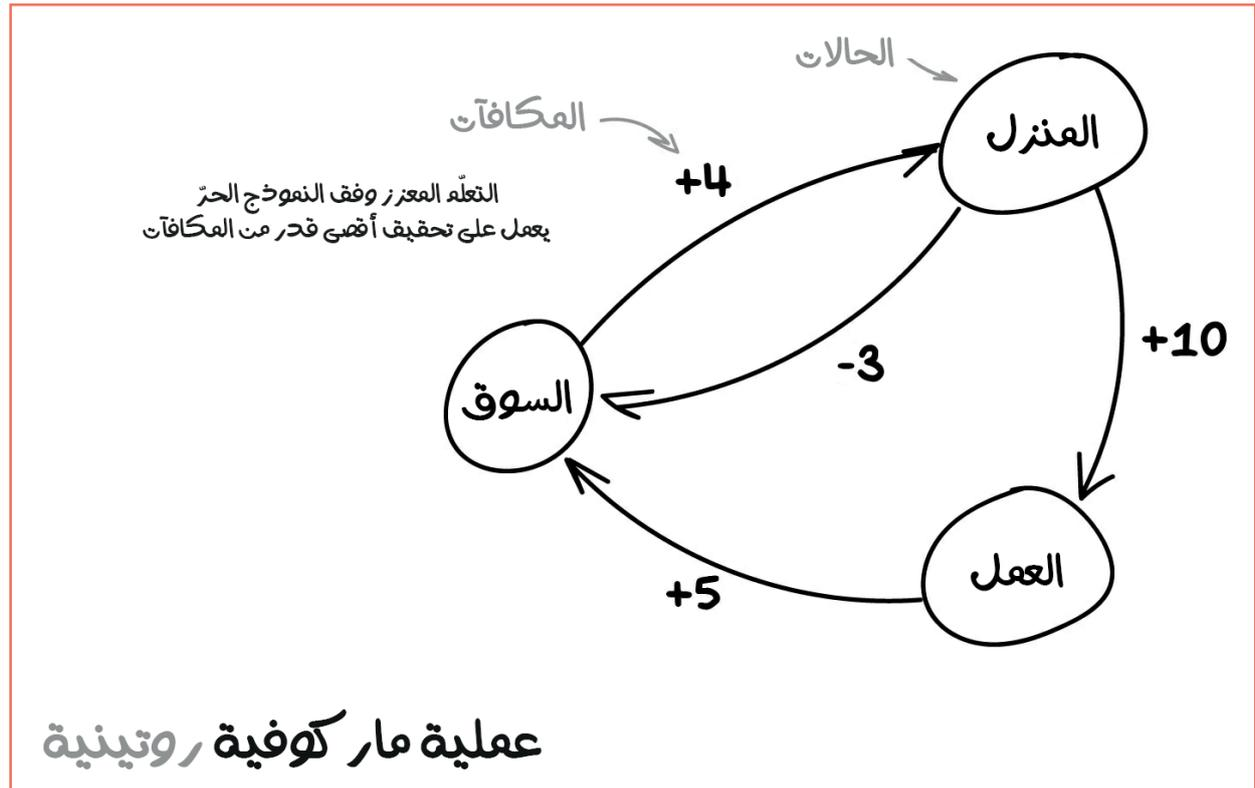 الحالات
المنزل
المكافآت
+4
التعلّم المعزز وفق النموذج الحرّ
يعمل على تحقيق أقصى قدر من المكافآت
+10
-3
السوق
العمل
+5
عملية ماركوفية روتينية